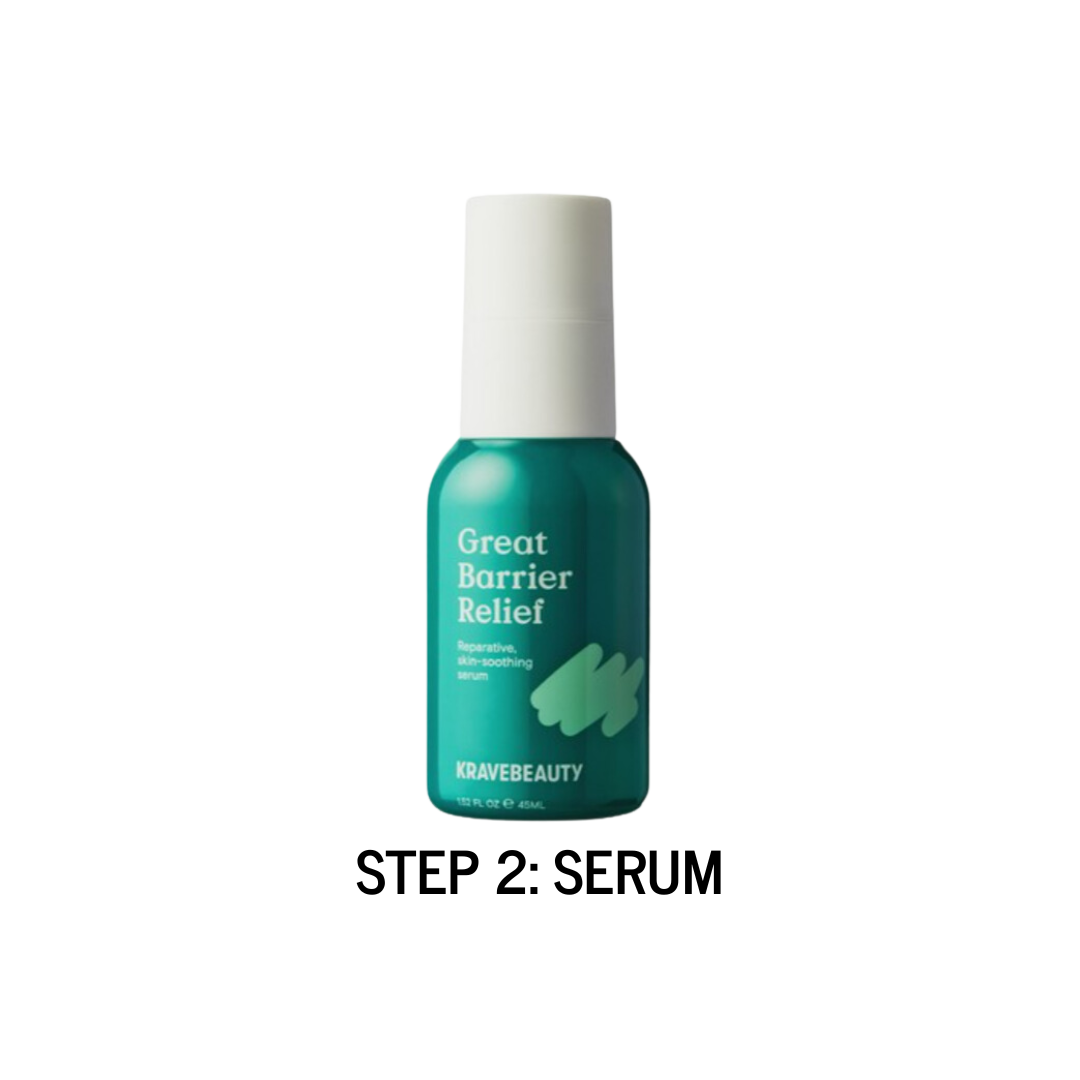 Great
Barrier
Relief
Reparative,
skin-soothing
serum
KRAVEBEAUTY
1.52 FL OZ ℮ 45ML
STEP 2: SERUM